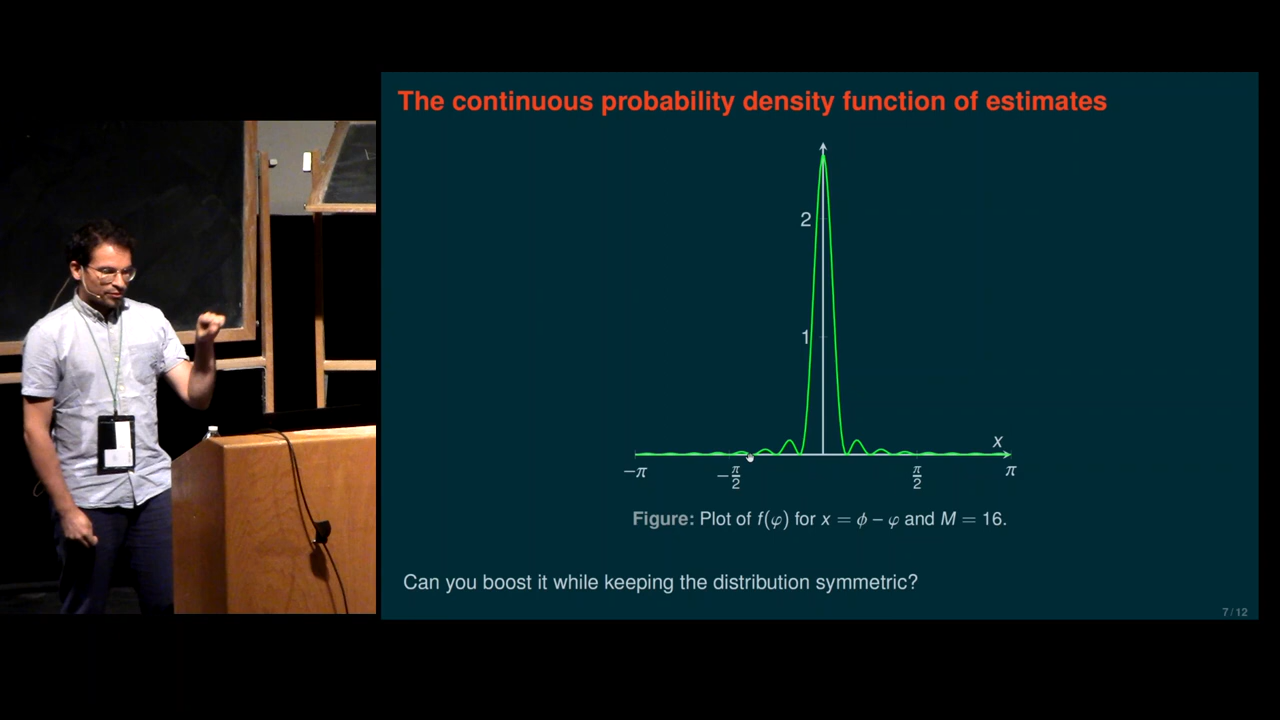 The continuous probability density function of estimates
2
1
x
−π
−π/2
π/2
π
Figure: Plot of f(φ) for x = ϕ − φ and M = 16.
Can you boost it while keeping the distribution symmetric?
7 / 12